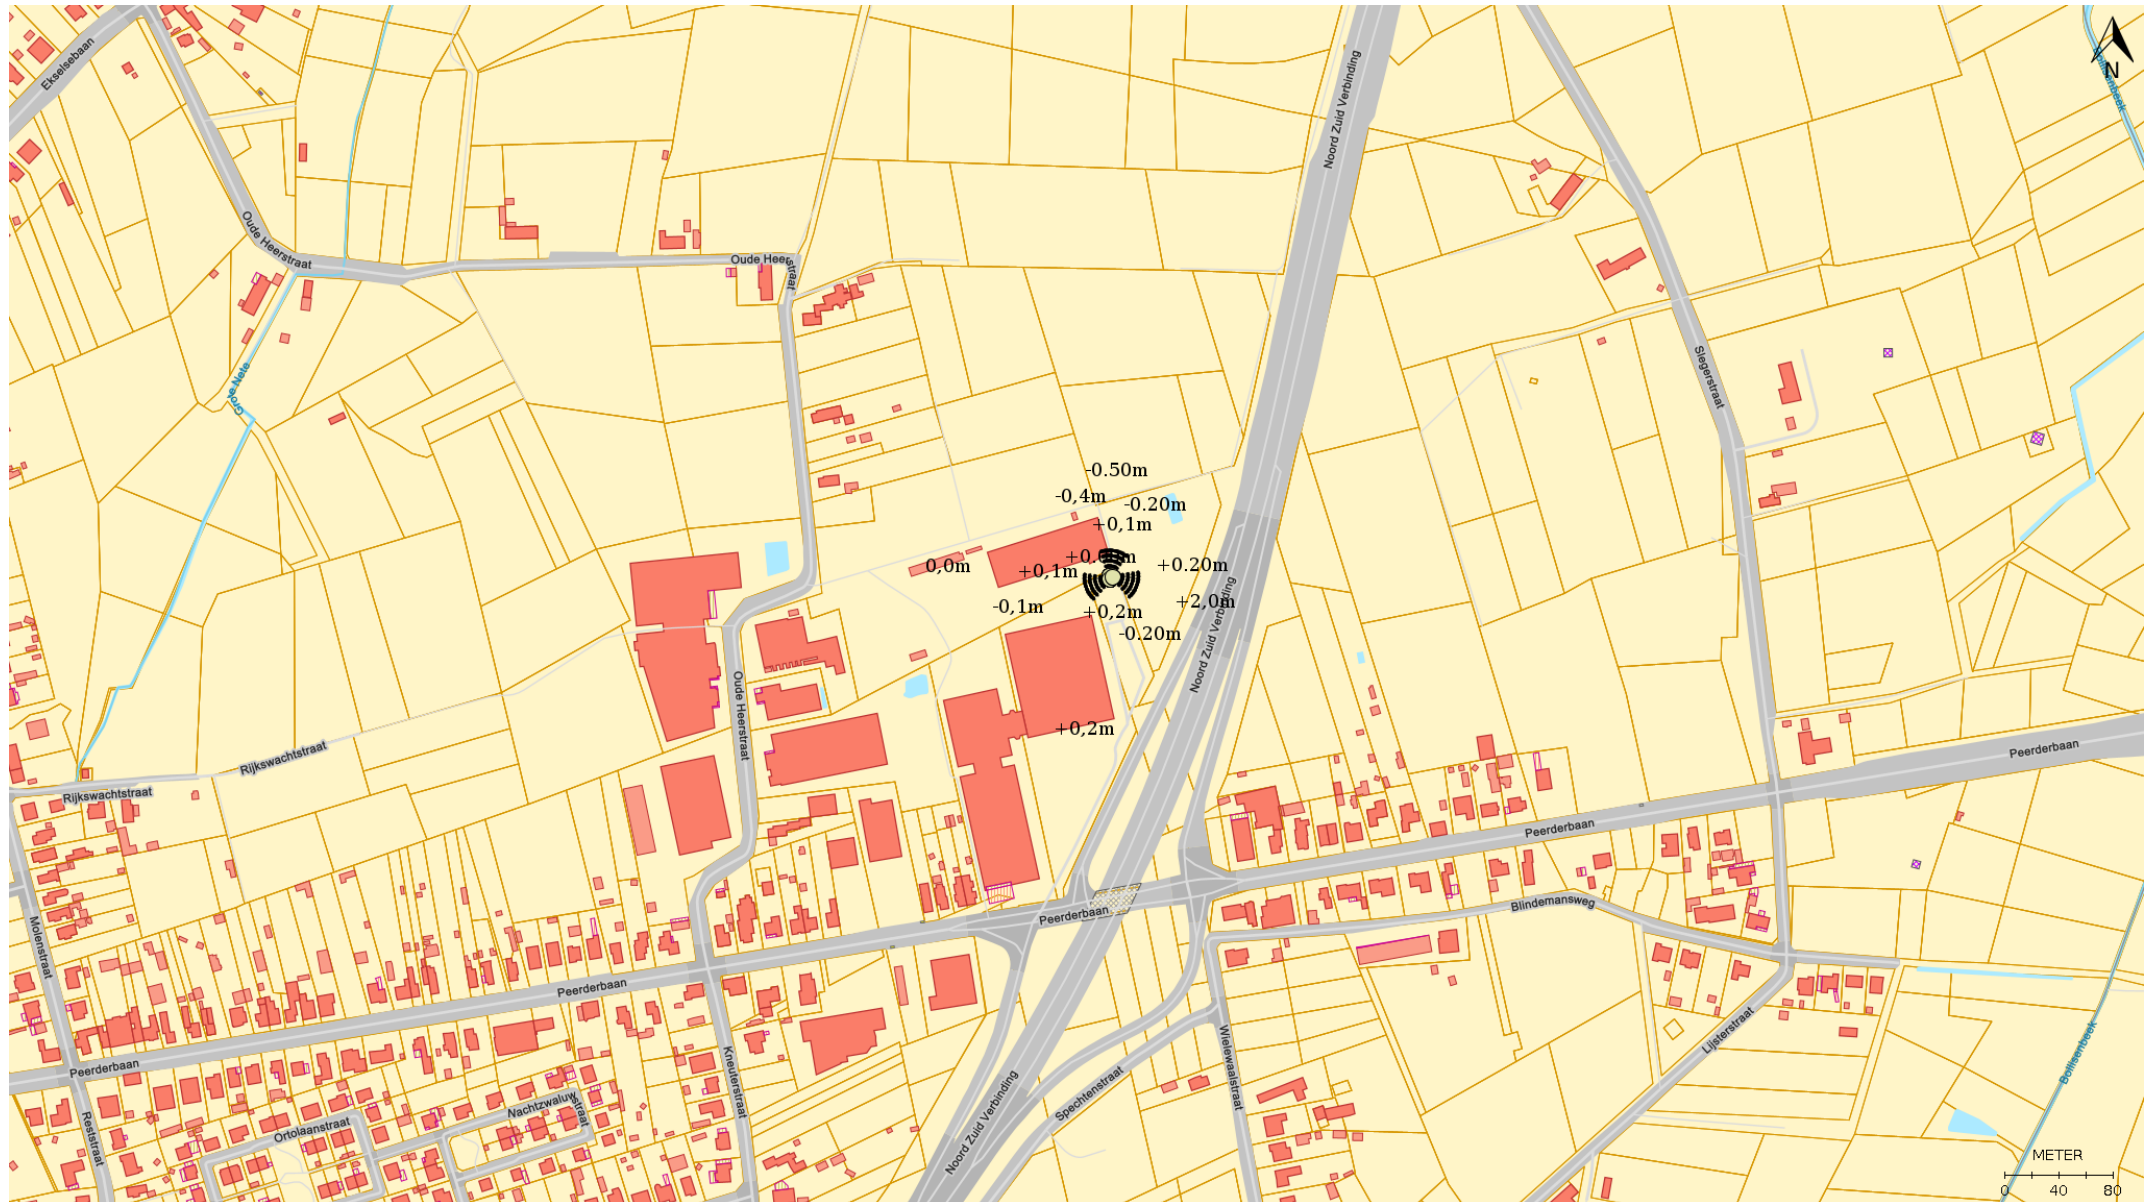 Ekselsebaan
Noord Zuid Verbinding
Bollisenbeek
N
Oude Heerstraat
Oude Heerstraat
Grote Nete
Slegerstraat
-0.50m
-0,4m
-0.20m
+0,1m
0,0m
+0,1m
+0.20m
-0,1m
+0,2m
+2,0m
-0.20m
Noord Zuid Verbinding
Oude Heerstraat
+0,2m
Rijkswachtstraat
Rijkswachtstraat
Peerderbaan
Peerderbaan
Molenstraat
Peerderbaan
Blindemansweg
Peerderbaan
Peerderbaan
Lijsterstraat
Bollisenbeek
Kneuterstraat
Wielewaalstraat
Spechtenstraat
Noord Zuid Verbinding
Reststraat
Ortolaanstraat
Nachtzwaluwstraat
METER
0 40 80